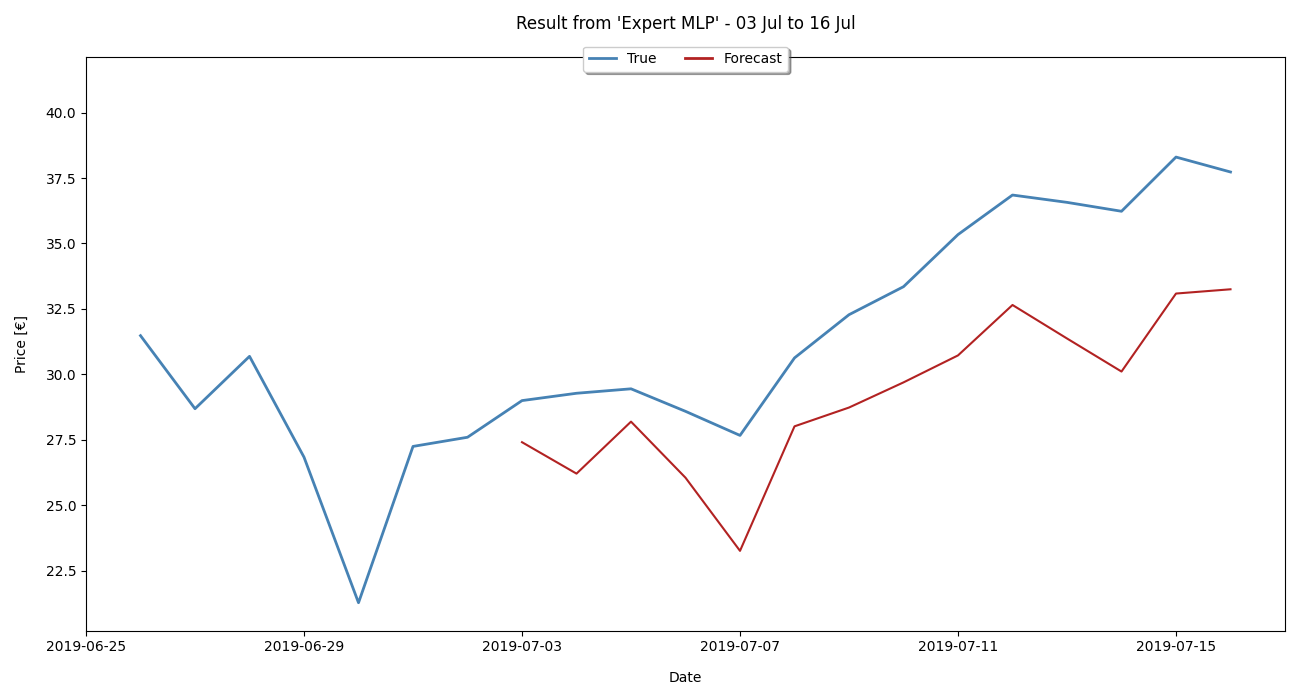 Result from 'Expert MLP' - 03 Jul to 16 Jul
True Forecast
40.0
37.5
35.0
32.5
30.0
27.5
25.0
22.5
Price [€]
2019-06-25 2019-06-29 2019-07-03 2019-07-07 2019-07-11 2019-07-15
Date